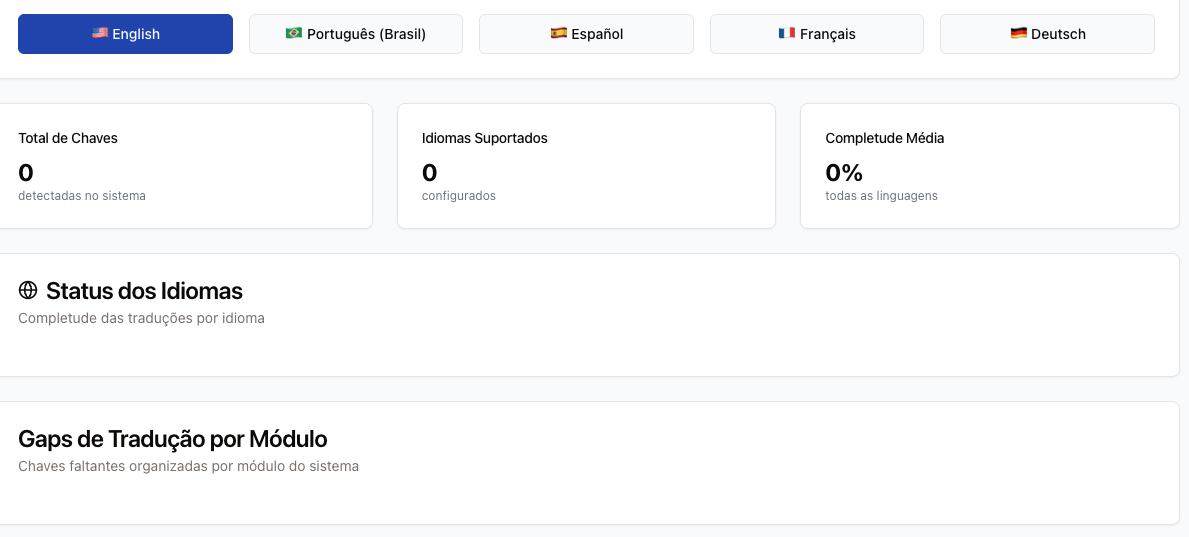 English
Português (Brasil)
Español
Français
Deutsch
Total de Chaves
0
detectadas no sistema
Idiomas Suportados
0
configurados
Completude Média
0%
todas as linguagens
Status dos Idiomas
Completude das traduções por idioma
Gaps de Tradução por Módulo
Chaves faltantes organizadas por módulo do sistema